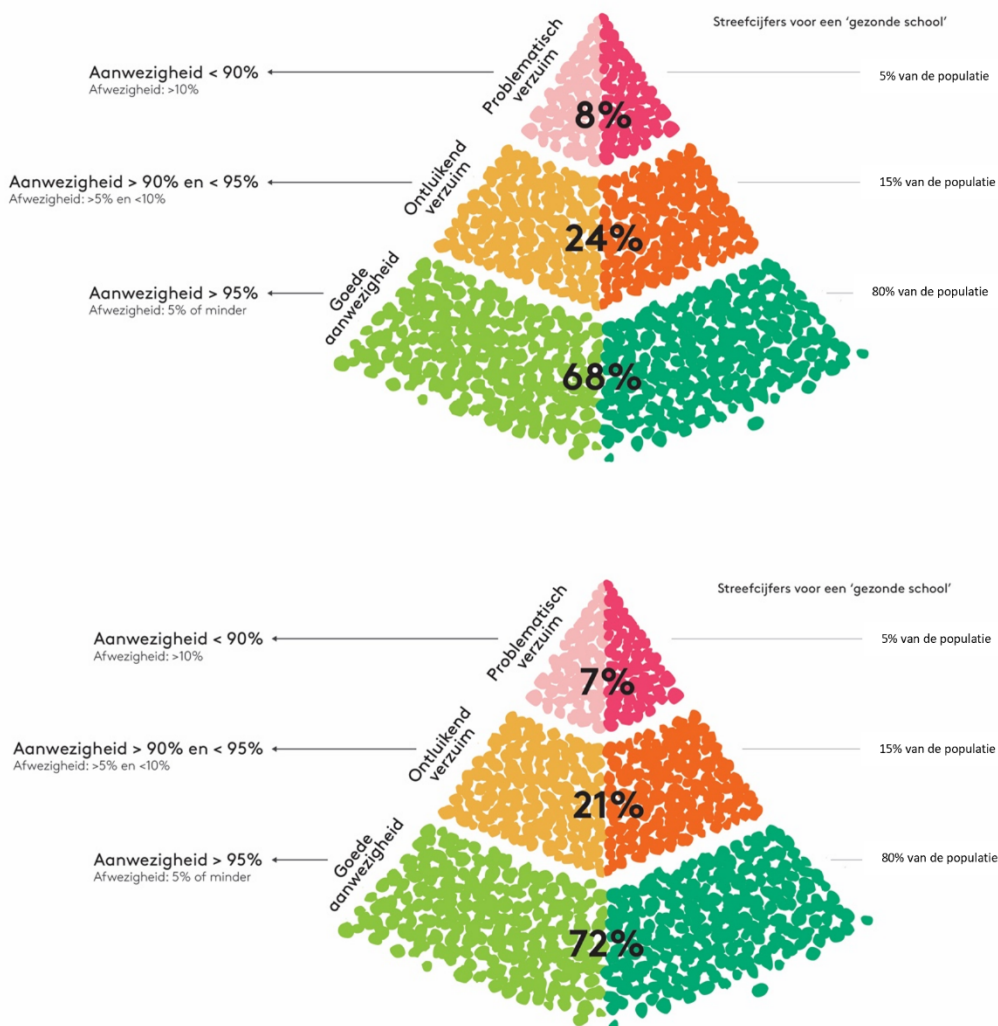 Streefcijfers voor een ‘gezonde school’
Aanwezigheid < 90%
Afwezigheid: >10%
Problematisch
verzuim
8%
5% van de populatie
Aanwezigheid > 90% en < 95%
Afwezigheid: >5% en <10%
Ontluikend
verzuim
24%
15% van de populatie
Aanwezigheid > 95%
Afwezigheid: 5% of minder
Goede
aanwezigheid
68%
80% van de populatie
Streefcijfers voor een ‘gezonde school’
Aanwezigheid < 90%
Afwezigheid: >10%
Problematisch
verzuim
7%
5% van de populatie
Aanwezigheid > 90% en < 95%
Afwezigheid: >5% en <10%
Ontluikend
verzuim
21%
15% van de populatie
Aanwezigheid > 95%
Afwezigheid: 5% of minder
Goede
aanwezigheid
72%
80% van de populatie